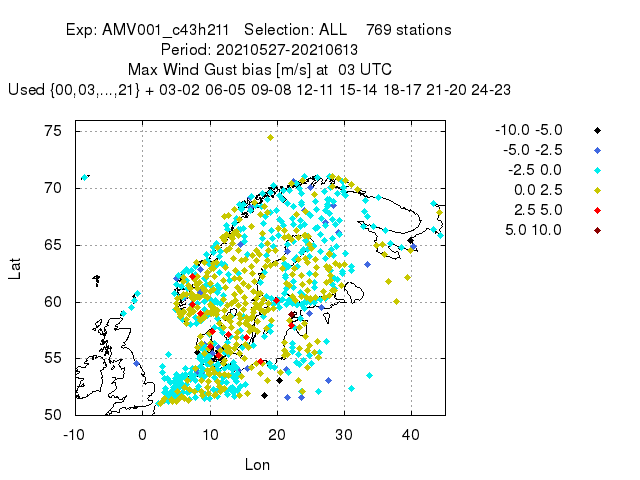 Exp: AMV001_c43h211   Selection: ALL    769 stations
Period: 20210527-20210613
Max Wind Gust bias [m/s] at  03 UTC
Used {00,03,...,21} + 03-02 06-05 09-08 12-11 15-14 18-17 21-20 24-23
-10.0 -5.0
-5.0 -2.5
-2.5 0.0
0.0 2.5
2.5 5.0
5.0 10.0
75
70
65
60
55
50
Lat
-10 0 10 20 30 40
Lon